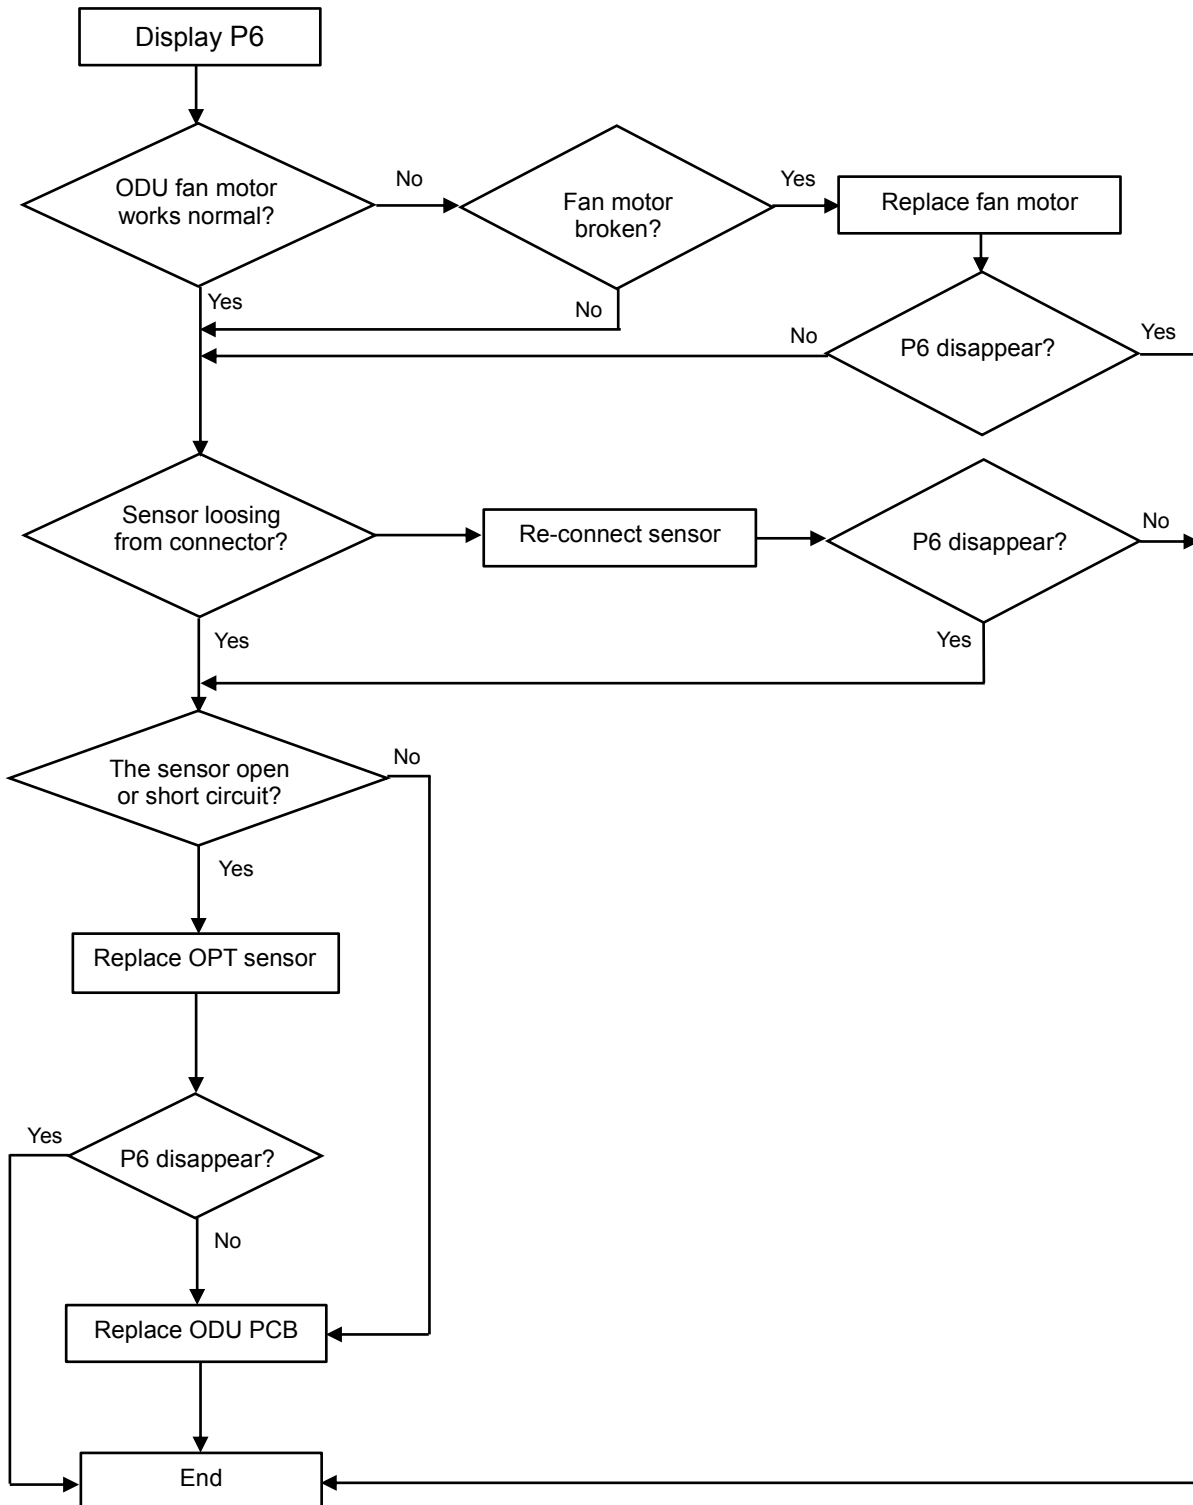 Display P6
ODU fan motor
works normal?
No
Fan motor
broken?
Yes
Replace fan motor
Yes
No
No
P6 disappear?
Yes
Sensor loosing
from connector?
Re-connect sensor
P6 disappear?
No
Yes
Yes
The sensor open
or short circuit?
No
Yes
Replace OPT sensor
Yes
P6 disappear?
No
Replace ODU PCB
End